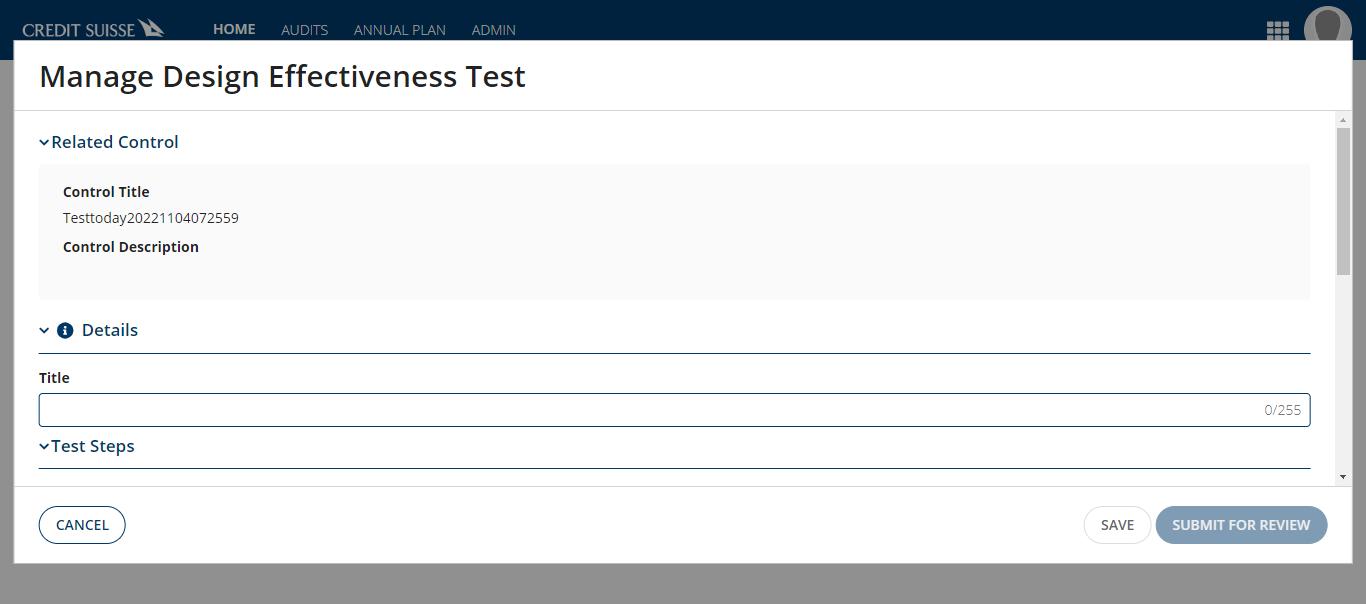 CREDIT SUISSE HOME AUDITS ANNUAL PLAN ADMIN
Manage Design Effectiveness Test
Related Control
Control Title
Testtoday20221104072559
Control Description
Details
Title
0/255
Test Steps
CANCEL SAVE SUBMIT FOR REVIEW